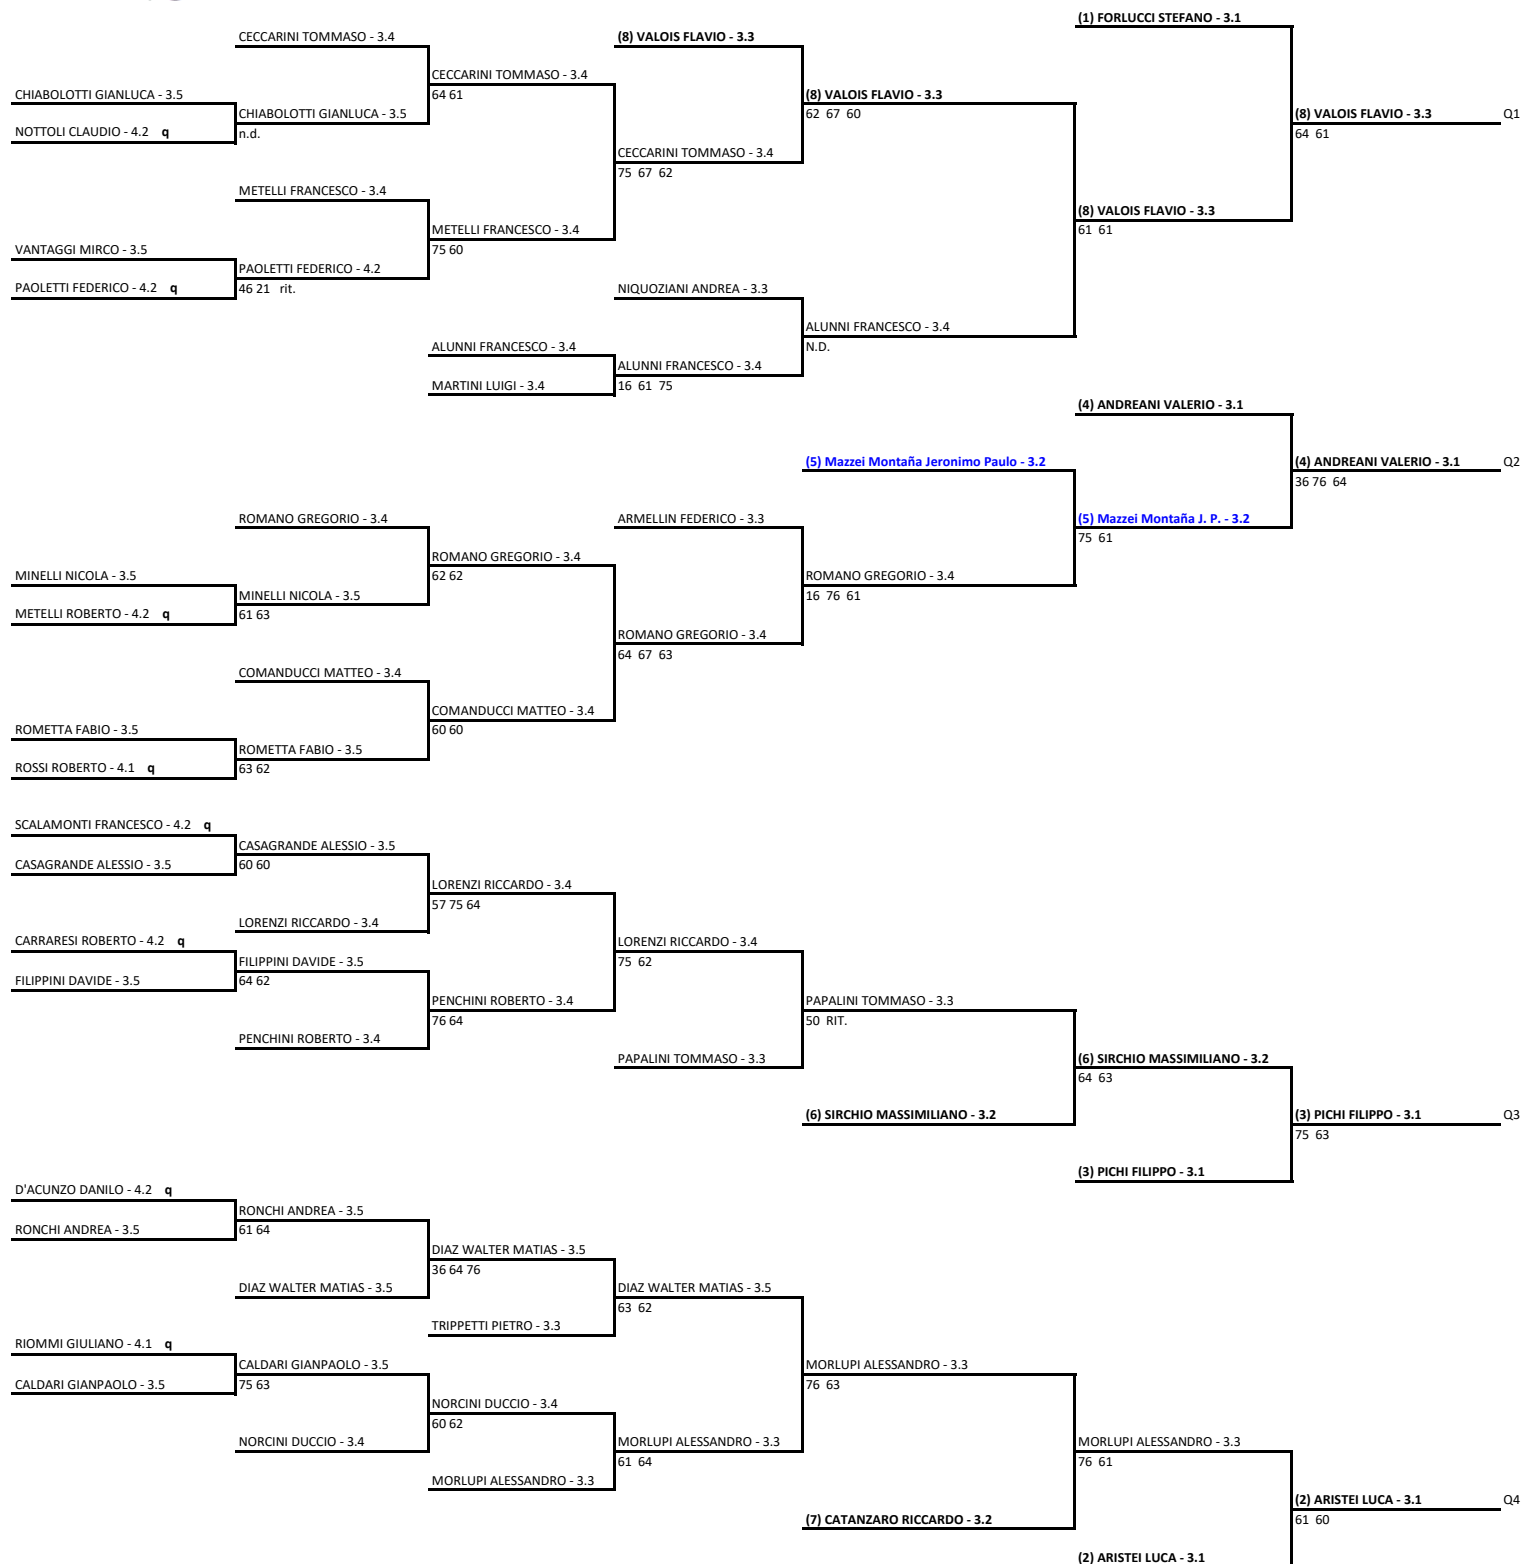 (1) FORLUCCI STEFANO - 3.1
CECCARINI TOMMASO - 3.4
(8) VALOIS FLAVIO - 3.3
CECCARINI TOMMASO - 3.4
64 61
CHIABOLOTTI GIANLUCA - 3.5
(8) VALOIS FLAVIO - 3.3
62 67 60
CHIABOLOTTI GIANLUCA - 3.5
n.d.
(8) VALOIS FLAVIO - 3.3
Q1
64 61
NOTTOLI CLAUDIO - 4.2 q
CECCARINI TOMMASO - 3.4
75 67 62
METELLI FRANCESCO - 3.4
(8) VALOIS FLAVIO - 3.3
61 61
METELLI FRANCESCO - 3.4
75 60
VANTAGGI MIRCO - 3.5
PAOLETTI FEDERICO - 4.2
46 21 rit.
PAOLETTI FEDERICO - 4.2 q
NIQUOZIANI ANDREA - 3.3
ALUNNI FRANCESCO - 3.4
N.D.
ALUNNI FRANCESCO - 3.4
ALUNNI FRANCESCO - 3.4
16 61 75
MARTINI LUIGI - 3.4
(4) ANDREANI VALERIO - 3.1
(5) Mazzei Montaña Jeronimo Paulo - 3.2
(4) ANDREANI VALERIO - 3.1
Q2
36 76 64
ROMANO GREGORIO - 3.4
ARMELLIN FEDERICO - 3.3
(5) Mazzei Montaña J. P. - 3.2
75 61
ROMANO GREGORIO - 3.4
62 62
MINELLI NICOLA - 3.5
ROMANO GREGORIO - 3.4
16 76 61
MINELLI NICOLA - 3.5
61 63
METELLI ROBERTO - 4.2 q
ROMANO GREGORIO - 3.4
64 67 63
COMANDUCCI MATTEO - 3.4
COMANDUCCI MATTEO - 3.4
60 60
ROMETTA FABIO - 3.5
ROMETTA FABIO - 3.5
63 62
ROSSI ROBERTO - 4.1 q
SCALAMONTI FRANCESCO - 4.2 q
CASAGRANDE ALESSIO - 3.5
60 60
CASAGRANDE ALESSIO - 3.5
LORENZI RICCARDO - 3.4
57 75 64
LORENZI RICCARDO - 3.4
CARRARESI ROBERTO - 4.2 q
LORENZI RICCARDO - 3.4
75 62
FILIPPINI DAVIDE - 3.5
64 62
FILIPPINI DAVIDE - 3.5
PENCHINI ROBERTO - 3.4
76 64
PAPALINI TOMMASO - 3.3
50 RIT.
PENCHINI ROBERTO - 3.4
PAPALINI TOMMASO - 3.3
(6) SIRCHIO MASSIMILIANO - 3.2
64 63
(6) SIRCHIO MASSIMILIANO - 3.2
(3) PICHI FILIPPO - 3.1
Q3
75 63
(3) PICHI FILIPPO - 3.1
D'ACUNZO DANILO - 4.2 q
RONCHI ANDREA - 3.5
61 64
RONCHI ANDREA - 3.5
DIAZ WALTER MATIAS - 3.5
36 64 76
DIAZ WALTER MATIAS - 3.5
DIAZ WALTER MATIAS - 3.5
63 62
TRIPPETTI PIETRO - 3.3
RIOMMI GIULIANO - 4.1 q
CALDARI GIANPAOLO - 3.5
75 63
MORLUPI ALESSANDRO - 3.3
76 63
CALDARI GIANPAOLO - 3.5
NORCINI DUCCIO - 3.4
60 62
NORCINI DUCCIO - 3.4
MORLUPI ALESSANDRO - 3.3
61 64
MORLUPI ALESSANDRO - 3.3
76 61
MORLUPI ALESSANDRO - 3.3
(2) ARISTEI LUCA - 3.1
Q4
61 60
(7) CATANZARO RICCARDO - 3.2
(2) ARISTEI LUCA - 3.1